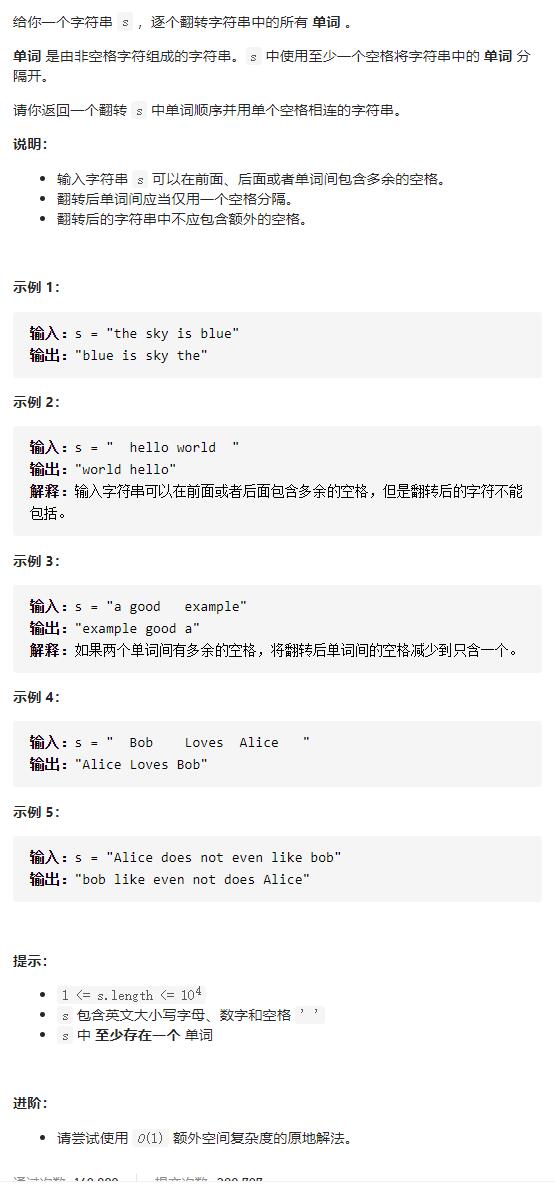 给你一个字符串 s ，逐个翻转字符串中的所有 单词 。
单词 是由非空格字符组成的字符串。s 中使用至少一个空格将字符串中的 单词 分
隔开。
请你返回一个翻转 s 中单词顺序并用单个空格相连的字符串。
说明：
• 输入字符串 s 可以在前面、后面或者单词间包含多余的空格。
• 翻转后单词间应当仅用一个空格分隔。
• 翻转后的字符串中不应包含额外的空格。
示例 1：
输入：s = "the sky is blue"
输出："blue is sky the"
示例 2：
输入：s = "  hello world  "
输出："world hello"
解释：输入字符串可以在前面或者后面包含多余的空格，但是翻转后的字符不能
包括。
示例 3：
输入：s = "a good   example"
输出："example good a"
解释：如果两个单词间有多余的空格，将翻转后单词间的空格减少到只含一个。
示例 4：
输入：s = "  Bob    Loves  Alice   "
输出："Alice Loves Bob"
示例 5：
输入：s = "Alice does not even like bob"
输出："bob like even not does Alice"
提示：
• 1 <= s.length <= 10⁴
• s 包含英文大小写字母、数字和空格 ' '
• s 中 至少存在一个 单词
进阶：
• 请尝试使用 O(1) 额外空间复杂度的原地解法。